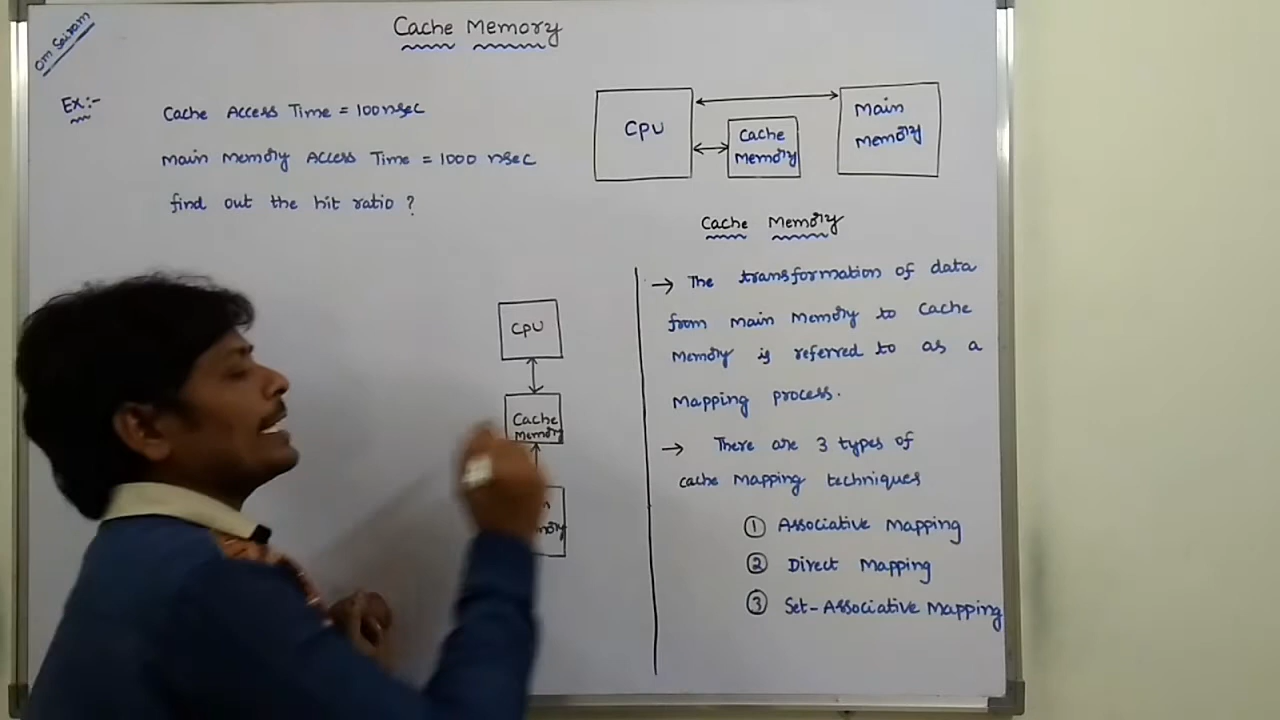 Om Sairam
Cache Memory
Ex:-
Cache Access Time = 100nsec
Main Memory Access Time = 1000 nsec
find out the hit ratio ?
CPU
Cache
Memory
Main
Memory
CPU
Cache
Memory
Cache Memory
→ The transformation of data
from Main Memory to Cache
Memory is referred to as a
Mapping process.
→ There are 3 types of
cache Mapping techniques
① Associative Mapping
② Direct Mapping
③ Set-Associative Mapping